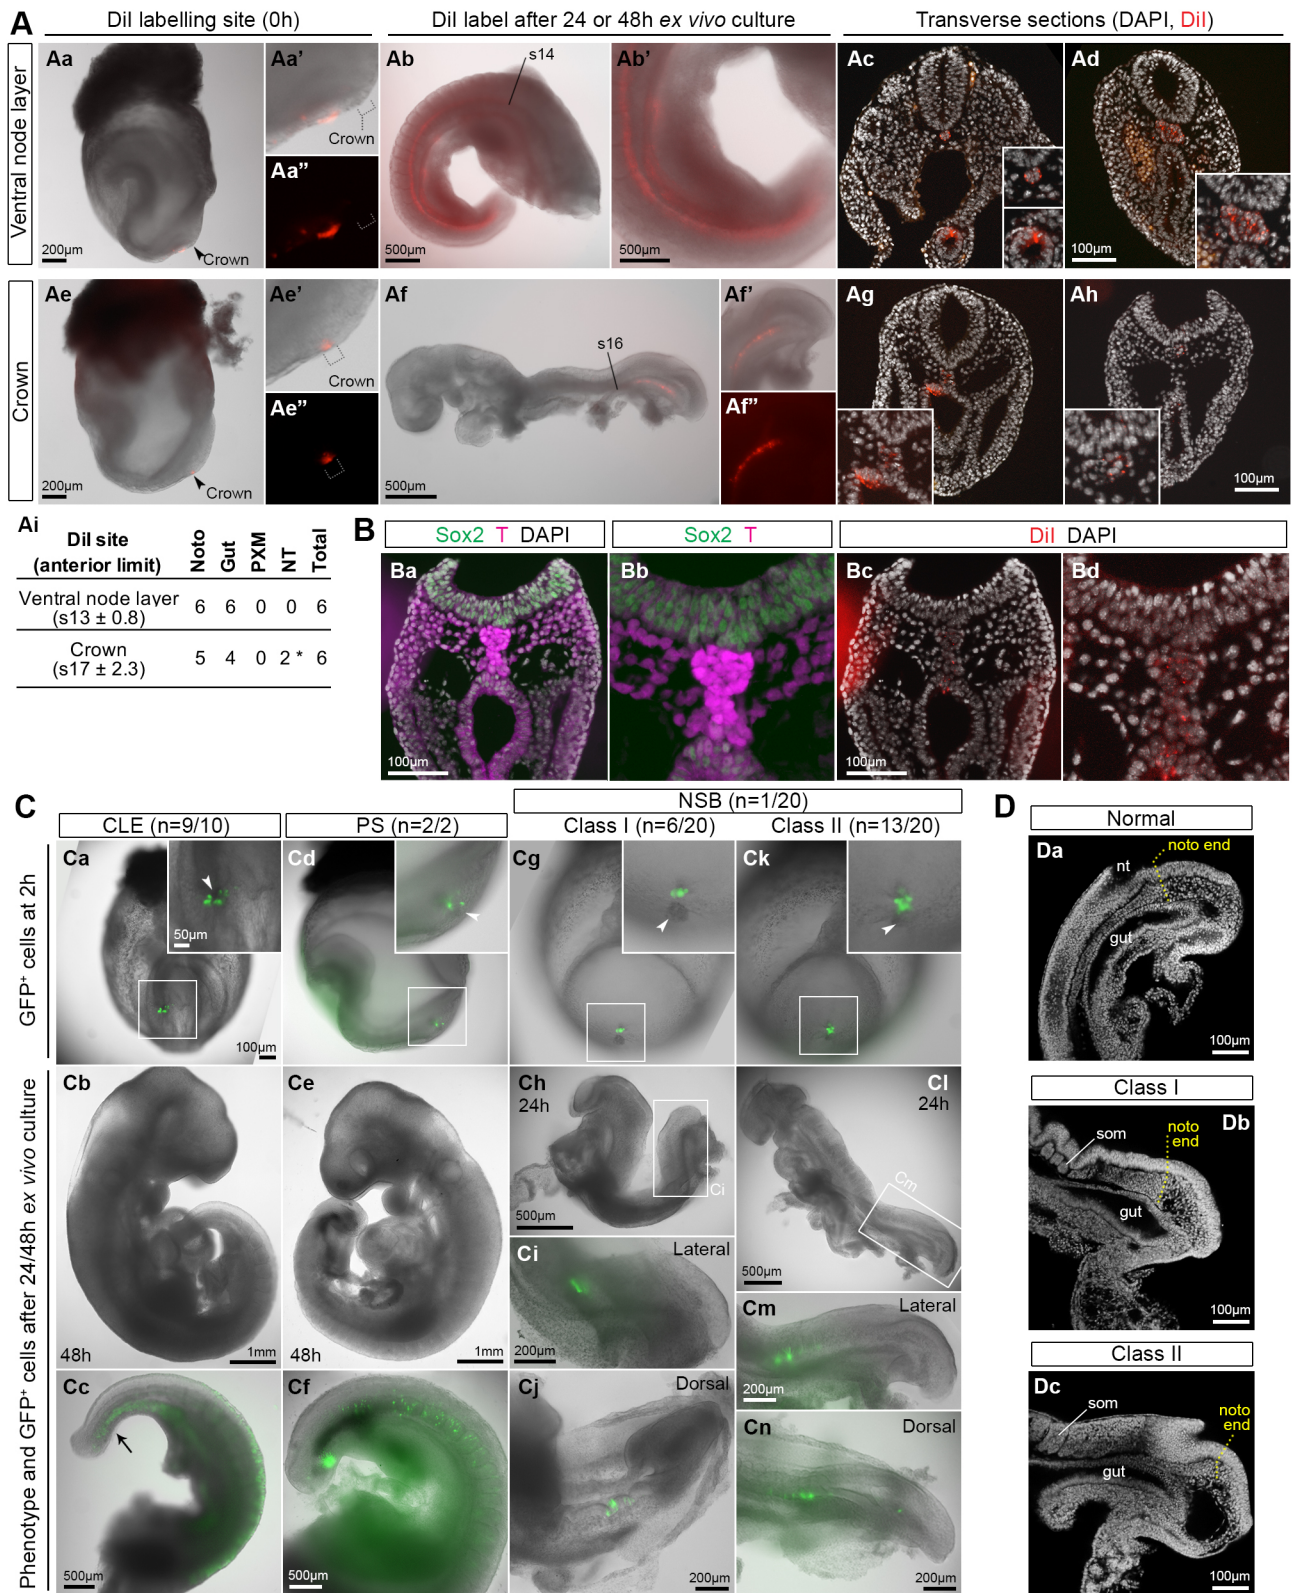 A
DiI labelling site (0h)
DiI label after 24 or 48h ex vivo culture
Transverse sections (DAPI, DiI)
Ventral node layer
Aa
Crown
200µm
Aa’
Crown
Aa”
Ab
s14
500µm
Ab’
500µm
Ac
Ad
100µm
Crown
Ae
Crown
200µm
Ae’
Crown
Ae”
Af
s16
500µm
Af’
Af”
Ag
Ah
100µm
Ai
DiI site
(anterior limit)
Noto Gut PXM NT Total
Ventral node layer
(s13 ± 0.8)
6 6 0 0 6
Crown
(s17 ± 2.3)
5 4 0 2 * 6
B
Sox2 T DAPI
Sox2 T
DiI DAPI
Ba
100µm
Bb
Bc
100µm
Bd
C
CLE (n=9/10)
PS (n=2/2)
NSB (n=1/20)
Class I (n=6/20)
Class II (n=13/20)
GFP+ cells at 2h
Ca
50µm
100µm
Cd
Cg
Ck
Phenotype and GFP+ cells after 24/48h ex vivo culture
Cb
48h
1mm
Ce
48h
1mm
Ch
24h
Ci
500µm
Cl
24h
Cm
500µm
Ci
Lateral
200µm
Cm
Lateral
200µm
Cc
500µm
Cf
500µm
Cj
Dorsal
200µm
Cn
Dorsal
200µm
D
Normal
Da
noto end
nt
gut
100µm
Class I
Db
noto
end
som
gut
100µm
Class II
Dc
noto
end
som
gut
100µm